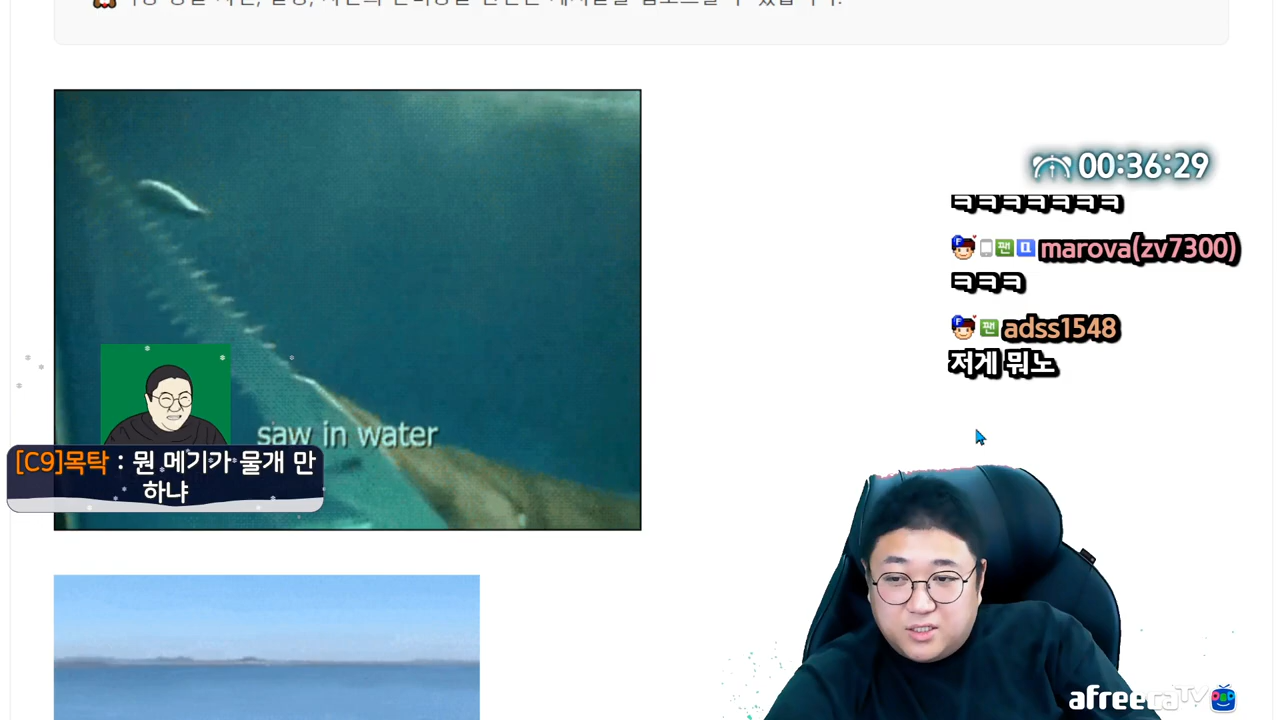 saw in water
[C9]목탁 : 뭔 메기가 물개 만
하냐
00:36:29
ㅋㅋㅋㅋㅋㅋㅋ
marova(zv7300)
ㅋㅋㅋ
adss1548
저게 뭐노
afreecaTV